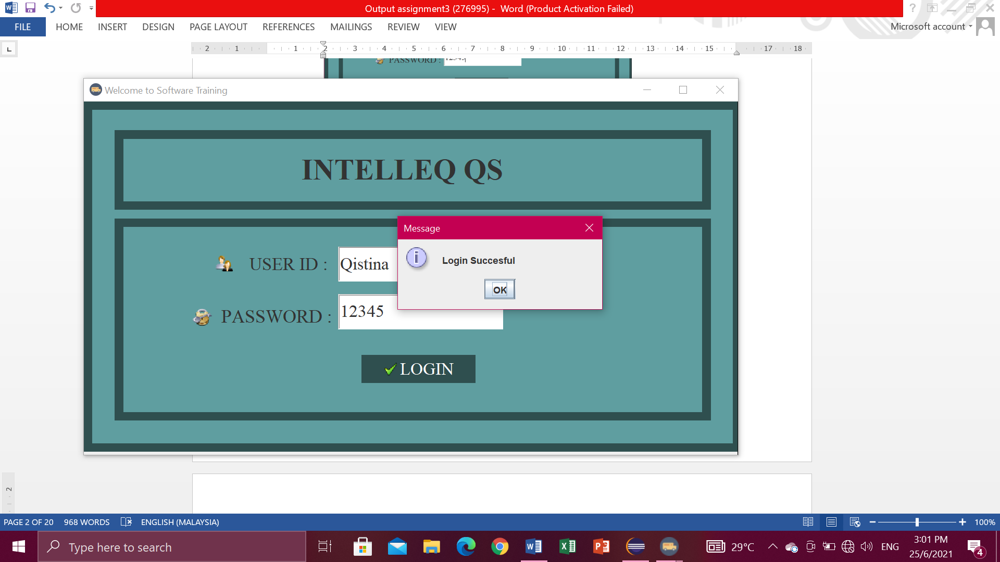 Output assignment3 (276995) - Word (Product Activation Failed)
?
FILE HOME INSERT DESIGN PAGE LAYOUT REFERENCES MAILINGS REVIEW VIEW
Microsoft account
L
2 1 1 2 3 4 5 6 7 8 9 10 11 12 13 14 15 17 18
PASSWORD : 12345
Welcome to Software Training
INTELLEQ QS
Message
i
Login Succesful
OK
USER ID : Qistina
PASSWORD : 12345
LOGIN
2
PAGE 2 OF 20 968 WORDS ENGLISH (MALAYSIA)
100%
Type here to search
29°C
ENG
3:01 PM
25/6/2021
4